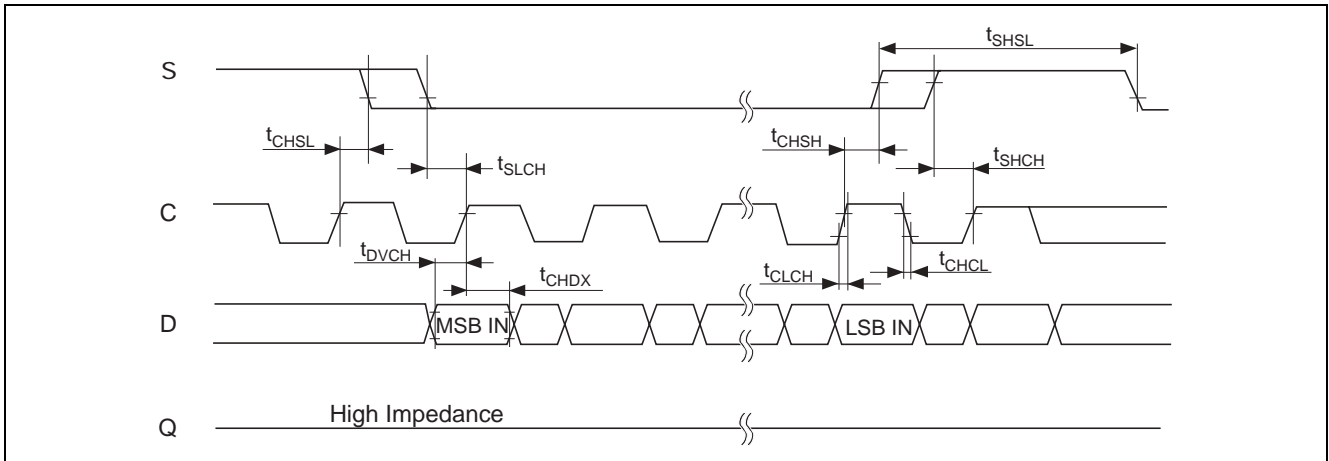 tSHSL
S
tCHSL
tSLCH
tCHSH
tSHCH
C
tDVCH
tCHDX
tCLCH
tCHCL
D
MSB IN
LSB IN
High Impedance
Q